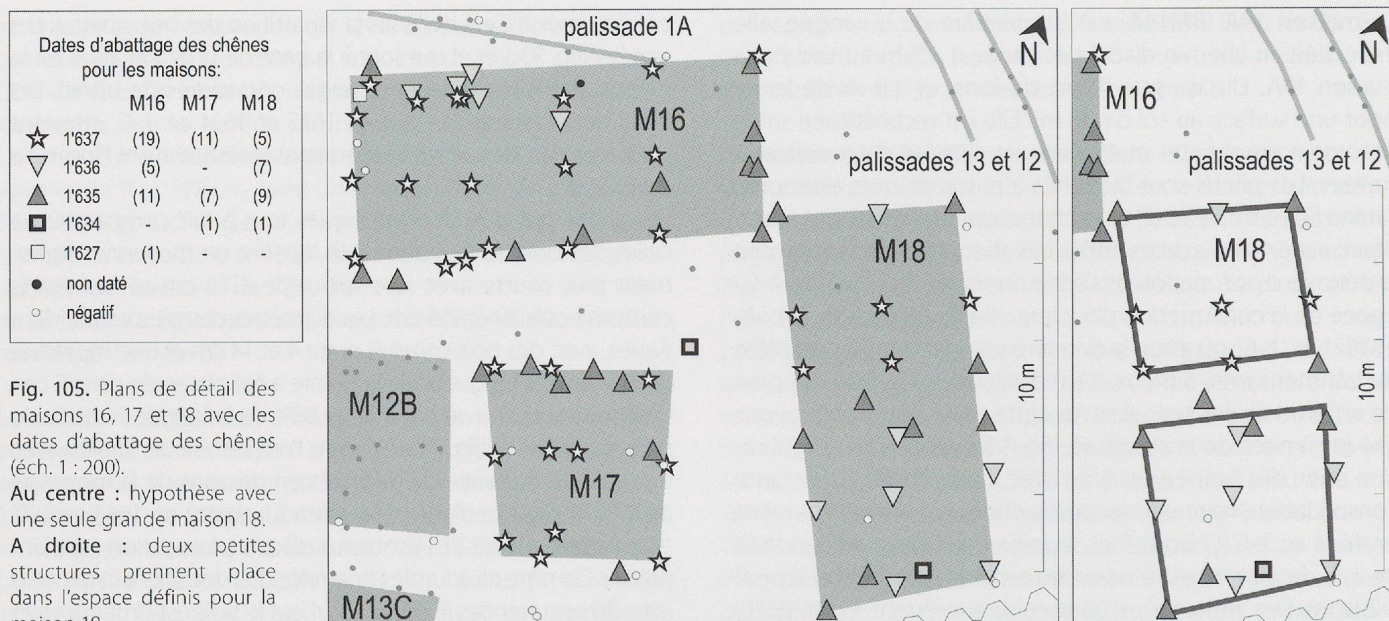 Dates d'abattage des chênes
pour les maisons:
M16 M17 M18
1'637 (19) (11) (5)
1'636 (5) - (7)
1'635 (11) (7) (9)
1'634 - (1) (1)
1'627 (1) - -
non daté
négatif
Fig. 105. Plans de détail des
maisons 16, 17 et 18 avec les
dates d'abattage des chênes
(éch. 1 : 200).
Au centre : hypothèse avec
une seule grande maison 18.
A droite : deux petites
structures prennent place
dans l'espace définis pour la
maison 18.
palissade 1A
M16
N
palissades 13 et 12
M18
M12B
M17
M13C
10 m
N
M16
palissades 13 et 12
M18
10 m